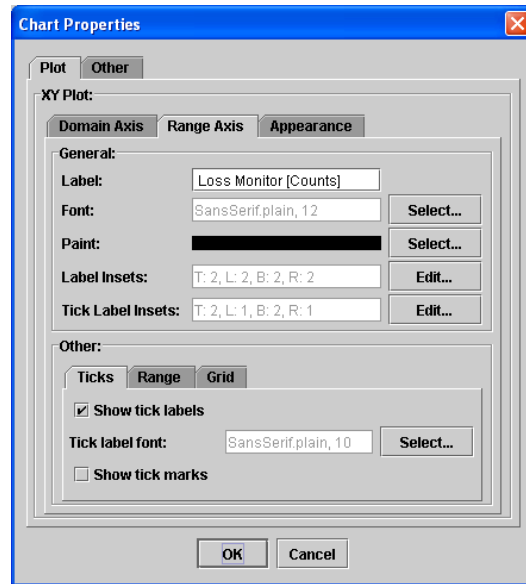 Chart Properties
Plot Other
XY Plot:
Domain Axis Range Axis Appearance
General:
Label: Loss Monitor [Counts]
Font: SansSerif.plain, 12 Select...
Paint: Select...
Label Insets: T: 2, L: 2, B: 2, R: 2 Edit...
Tick Label Insets: T: 2, L: 1, B: 2, R: 1 Edit...
Other:
Ticks Range Grid
Show tick labels
Tick label font: SansSerif.plain, 10 Select...
Show tick marks
OK Cancel